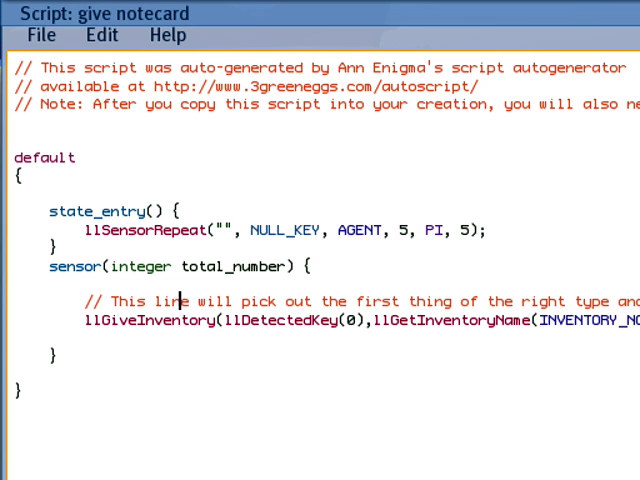 Script: give notecard
File Edit Help
// This script was auto-generated by Ann Enigma's script autogenerator
// available at http://www.3greeneggs.com/autoscript/
// Note: After you copy this script into your creation, you will also
default
{
state_entry() {
llSensorRepeat("", NULL_KEY, AGENT, 5, PI, 5);
}
sensor(integer total_number) {
// This line will pick out the first thing of the right type and
llGiveInventory(llDetectedKey(0),llGetInventoryName(INVENTORY_NO
}
}